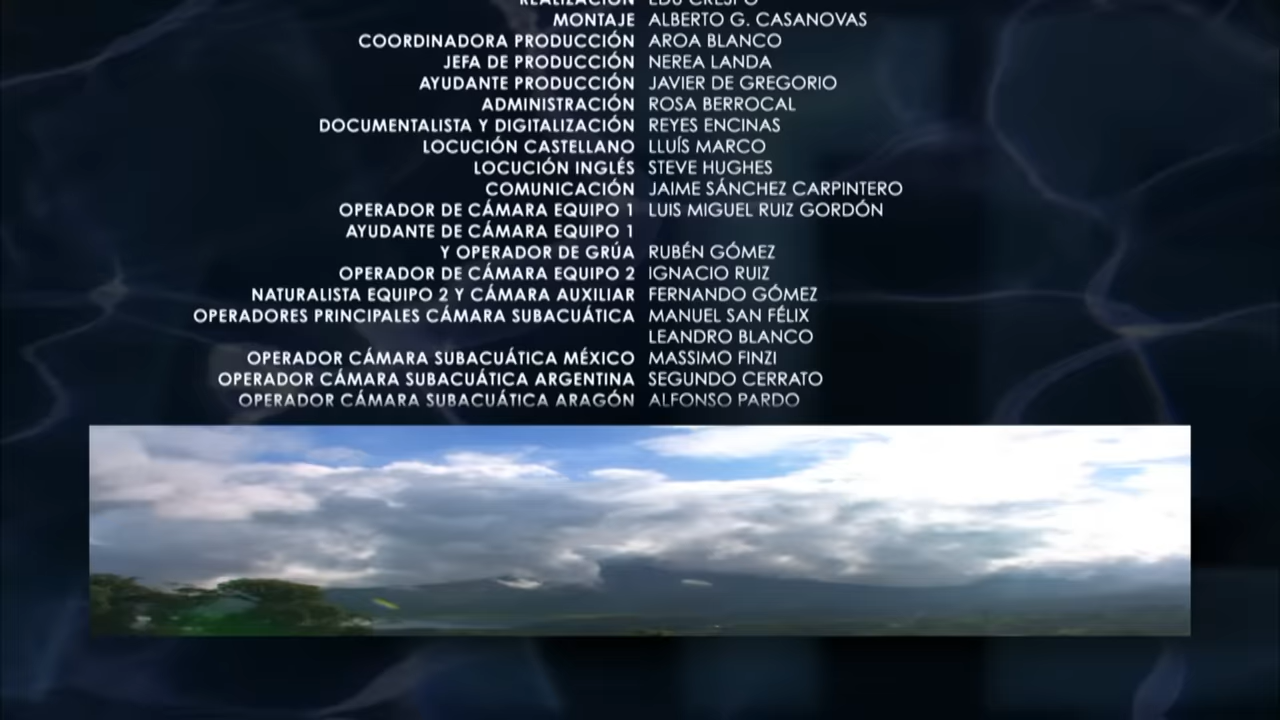 REALIZACIÓN EDU CRESPO
MONTAJE ALBERTO G. CASANOVAS
COORDINADORA PRODUCCIÓN AROA BLANCO
JEFA DE PRODUCCIÓN NEREA LANDA
AYUDANTE PRODUCCIÓN JAVIER DE GREGORIO
ADMINISTRACIÓN ROSA BERROCAL
DOCUMENTALISTA Y DIGITALIZACIÓN REYES ENCINAS
LOCUCIÓN CASTELLANO LLUÍS MARCO
LOCUCIÓN INGLÉS STEVE HUGHES
COMUNICACIÓN JAIME SÁNCHEZ CARPINTERO
OPERADOR DE CÁMARA EQUIPO 1 LUIS MIGUEL RUIZ GORDÓN
AYUDANTE DE CÁMARA EQUIPO 1
Y OPERADOR DE GRÚA RUBÉN GÓMEZ
OPERADOR DE CÁMARA EQUIPO 2 IGNACIO RUIZ
NATURALISTA EQUIPO 2 Y CÁMARA AUXILIAR FERNANDO GÓMEZ
OPERADORES PRINCIPALES CÁMARA SUBACUÁTICA MANUEL SAN FÉLIX
LEANDRO BLANCO
OPERADOR CÁMARA SUBACUÁTICA MÉXICO MASSIMO FINZI
OPERADOR CÁMARA SUBACUÁTICA ARGENTINA SEGUNDO CERRATO
OPERADOR CÁMARA SUBACUÁTICA ARAGÓN ALFONSO PARDO